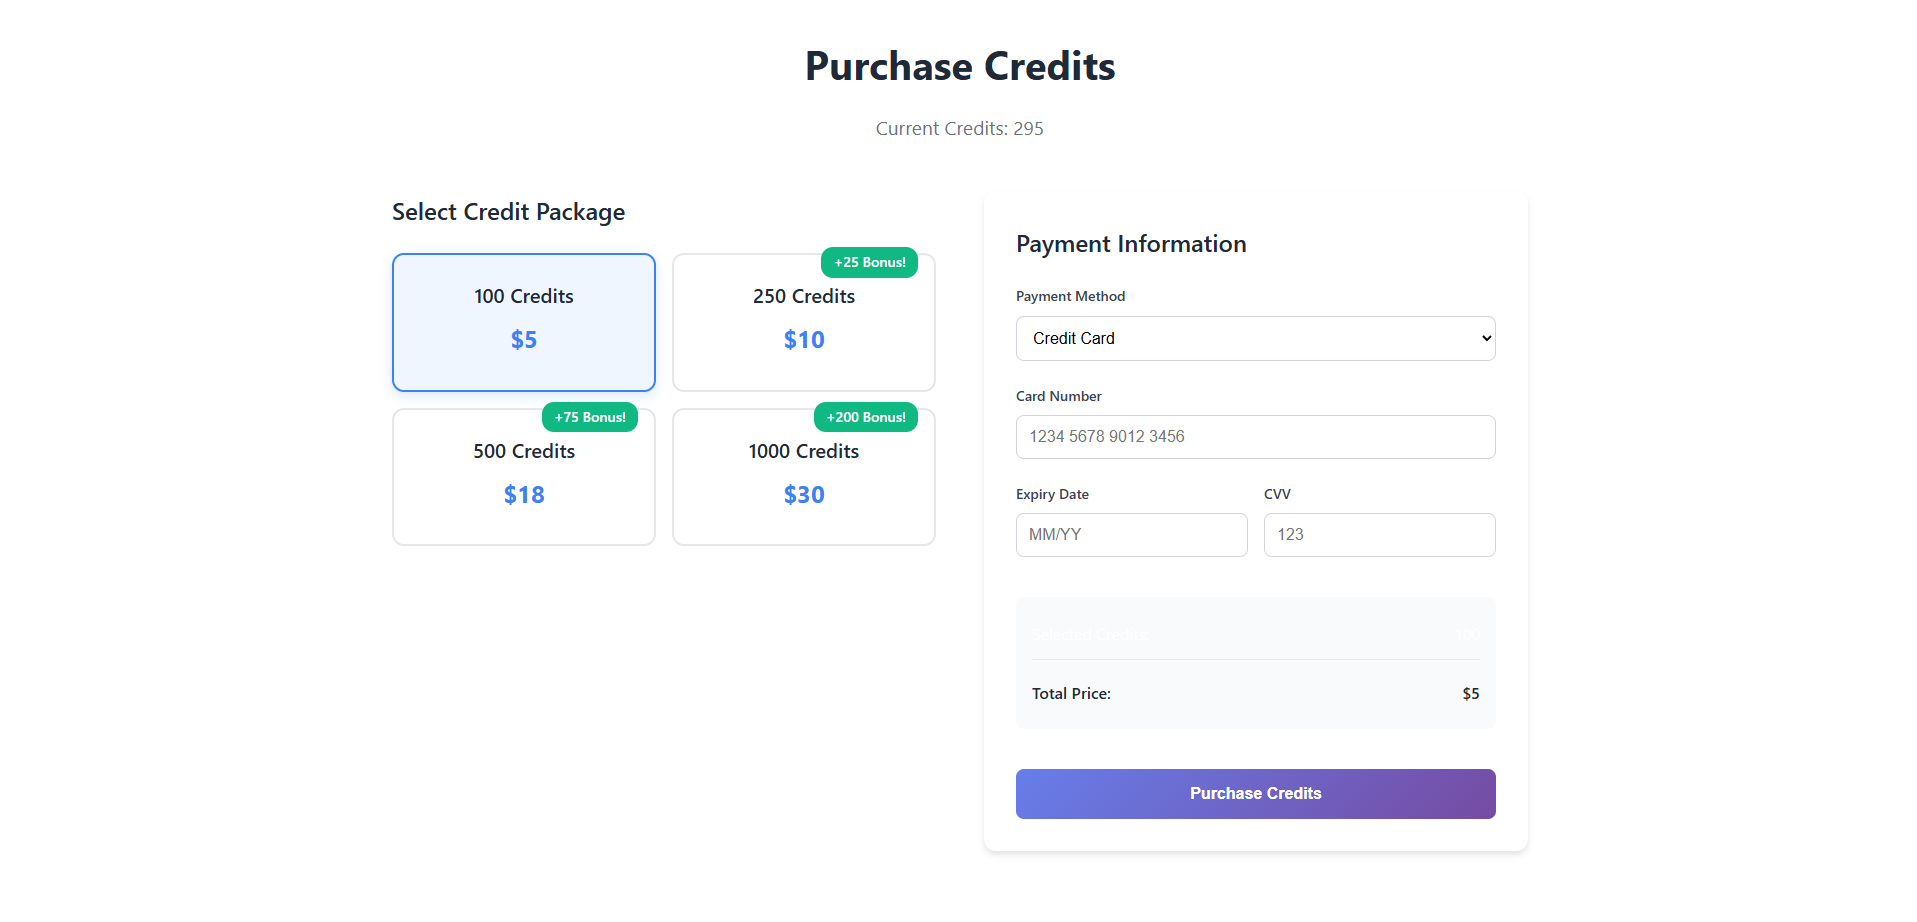 Purchase Credits
Current Credits: 295
Select Credit Package
100 Credits
$5
+25 Bonus!
250 Credits
$10
+75 Bonus!
500 Credits
$18
+200 Bonus!
1000 Credits
$30
Payment Information
Payment Method
Credit Card
Card Number
1234 5678 9012 3456
Expiry Date CVV
MM/YY 123
Selected Credits: 100
Total Price: $5
Purchase Credits